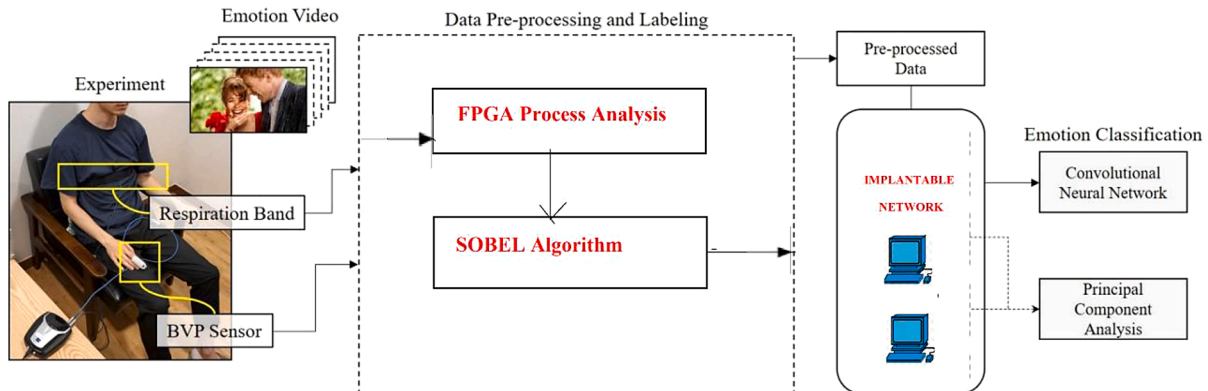 Emotion Video
Experiment
Respiration Band
BVP Sensor
Data Pre-processing and Labeling
FPGA Process Analysis
SOBEL Algorithm
Pre-processed
Data
IMPLANTABLE
NETWORK
Emotion Classification
Convolutional
Neural Network
Principal
Component
Analysis